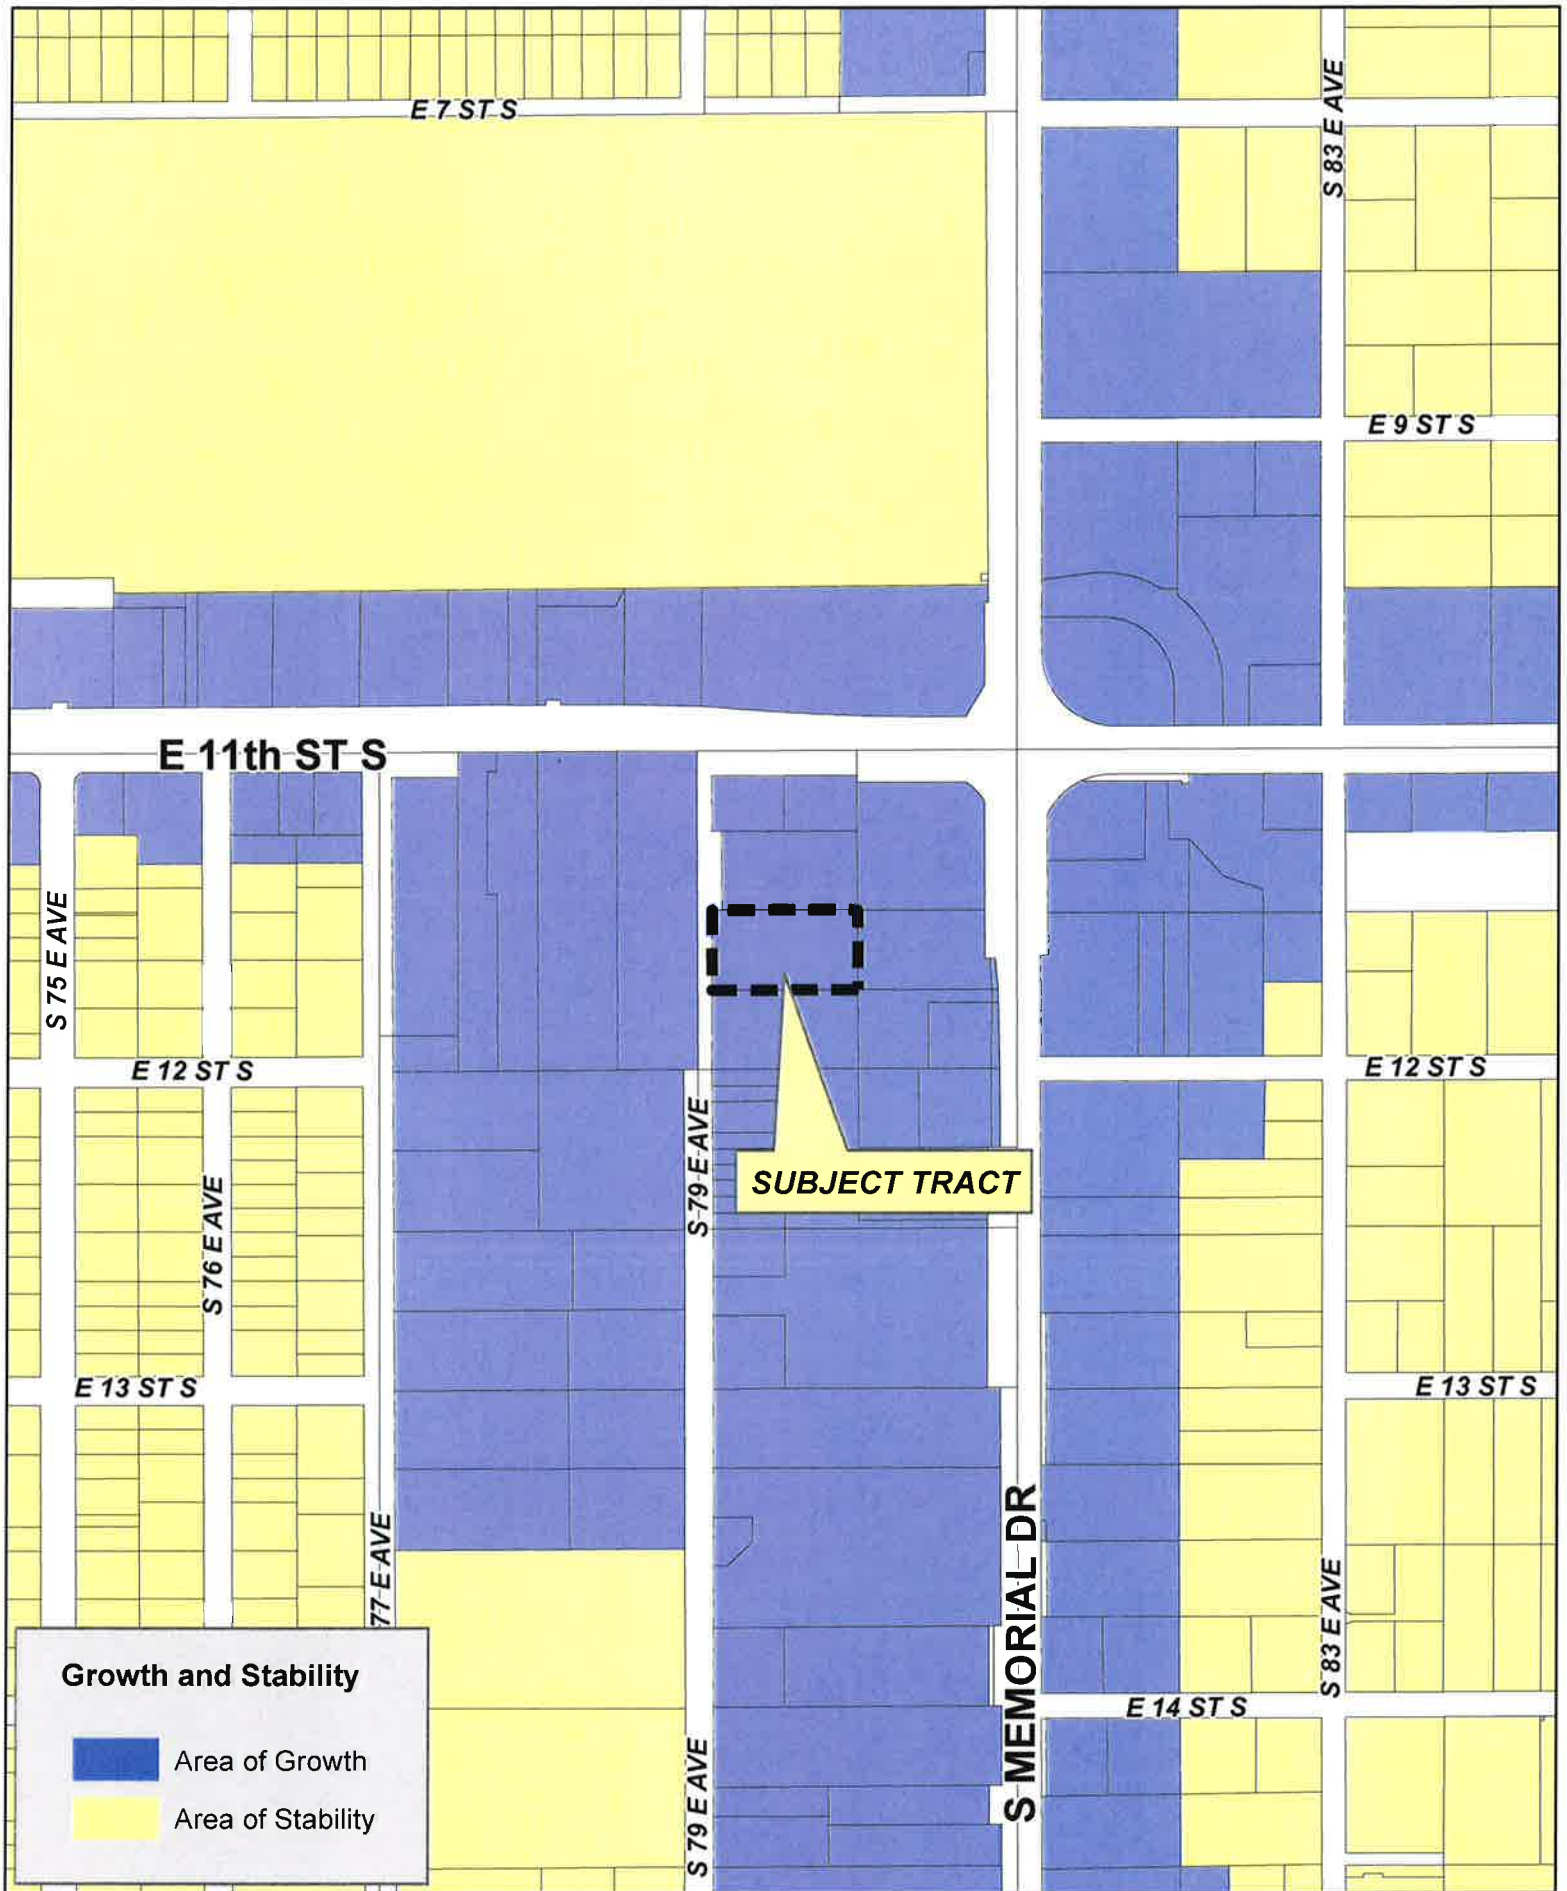 E 7 ST S
S 83 E AVE
E 9 ST S
E 11th ST S
S 75 E AVE
E 12 ST S
E 12 ST S
S 79 E AVE
SUBJECT TRACT
S 76 E AVE
E 13 ST S
E 13 ST S
77 E AVE
S MEMORIAL DR
S 83 E AVE
E 14 ST S
S 79 E AVE
Growth and Stability
Area of Growth
Area of Stability